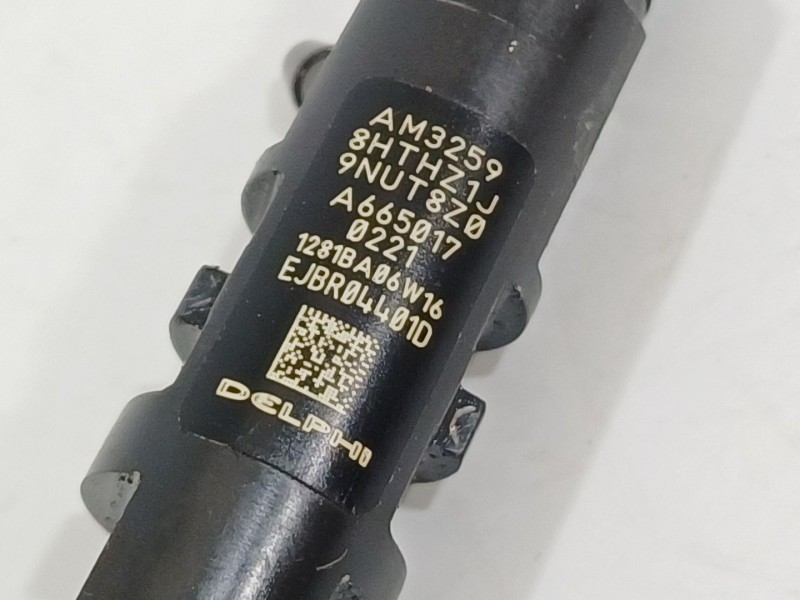 AM3259
8HTHZ1J
9NUT8Z0
A665017
0221
1281BA06W16
EJBR04401D
DELPHI